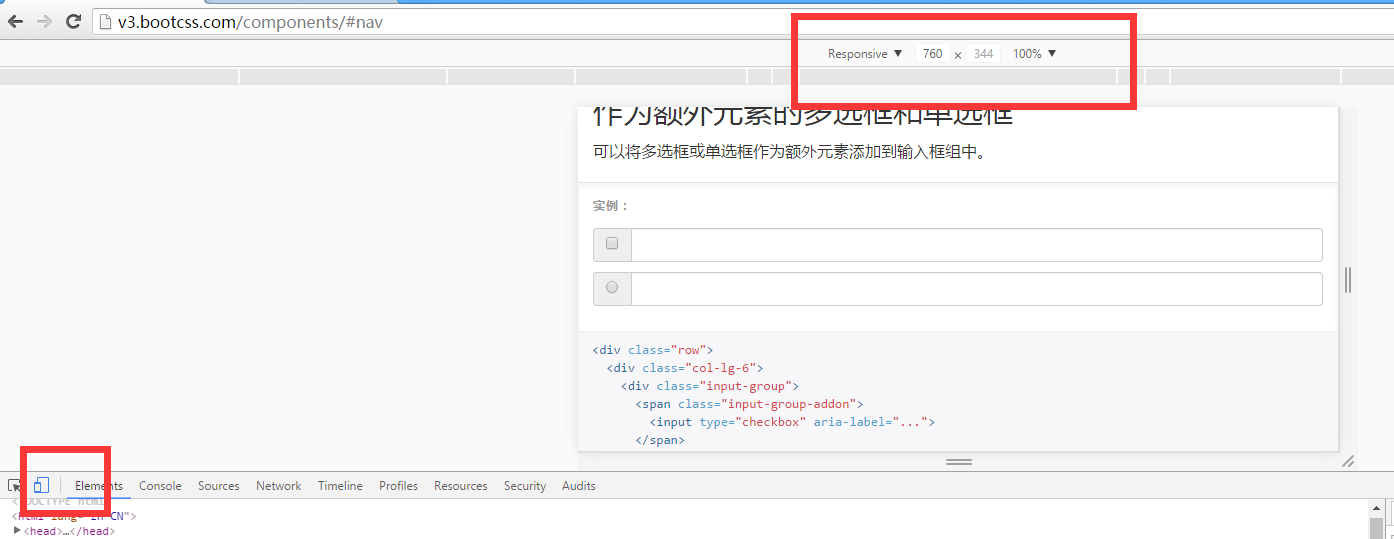 v3.bootcss.com/components/#nav
Responsive ▼ 760 × 344 100% ▼
作为额外元素的多选框和单选框
可以将多选框或单选框作为额外元素添加到输入框组中。
实例：
<div class="row">
<div class="col-lg-6">
<div class="input-group">
<span class="input-group-addon">
<input type="checkbox" aria-label="...">
</span>
Elements Console Sources Network Timeline Profiles Resources Security Audits
<!DOCTYPE html>
<html lang="zh-CN">
▶<head>…</head>